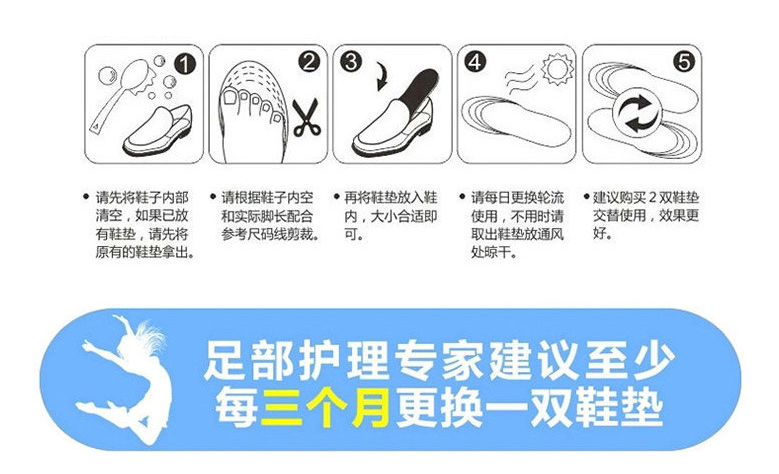 1
2
3
4
5
• 请先将鞋子内部
清空，如果已放
有鞋垫，请先将
原有的鞋垫拿出。
• 请根据鞋子内空
和实际脚长配合
参考尺码线剪裁。
• 再将鞋垫放入鞋
内，大小合适即
可。
• 请每日更换轮流
使用，不用时请
取出鞋垫放通风
处晾干。
• 建议购买2双鞋垫
交替使用，效果更
好。
足部护理专家建议至少
每三个月更换一双鞋垫